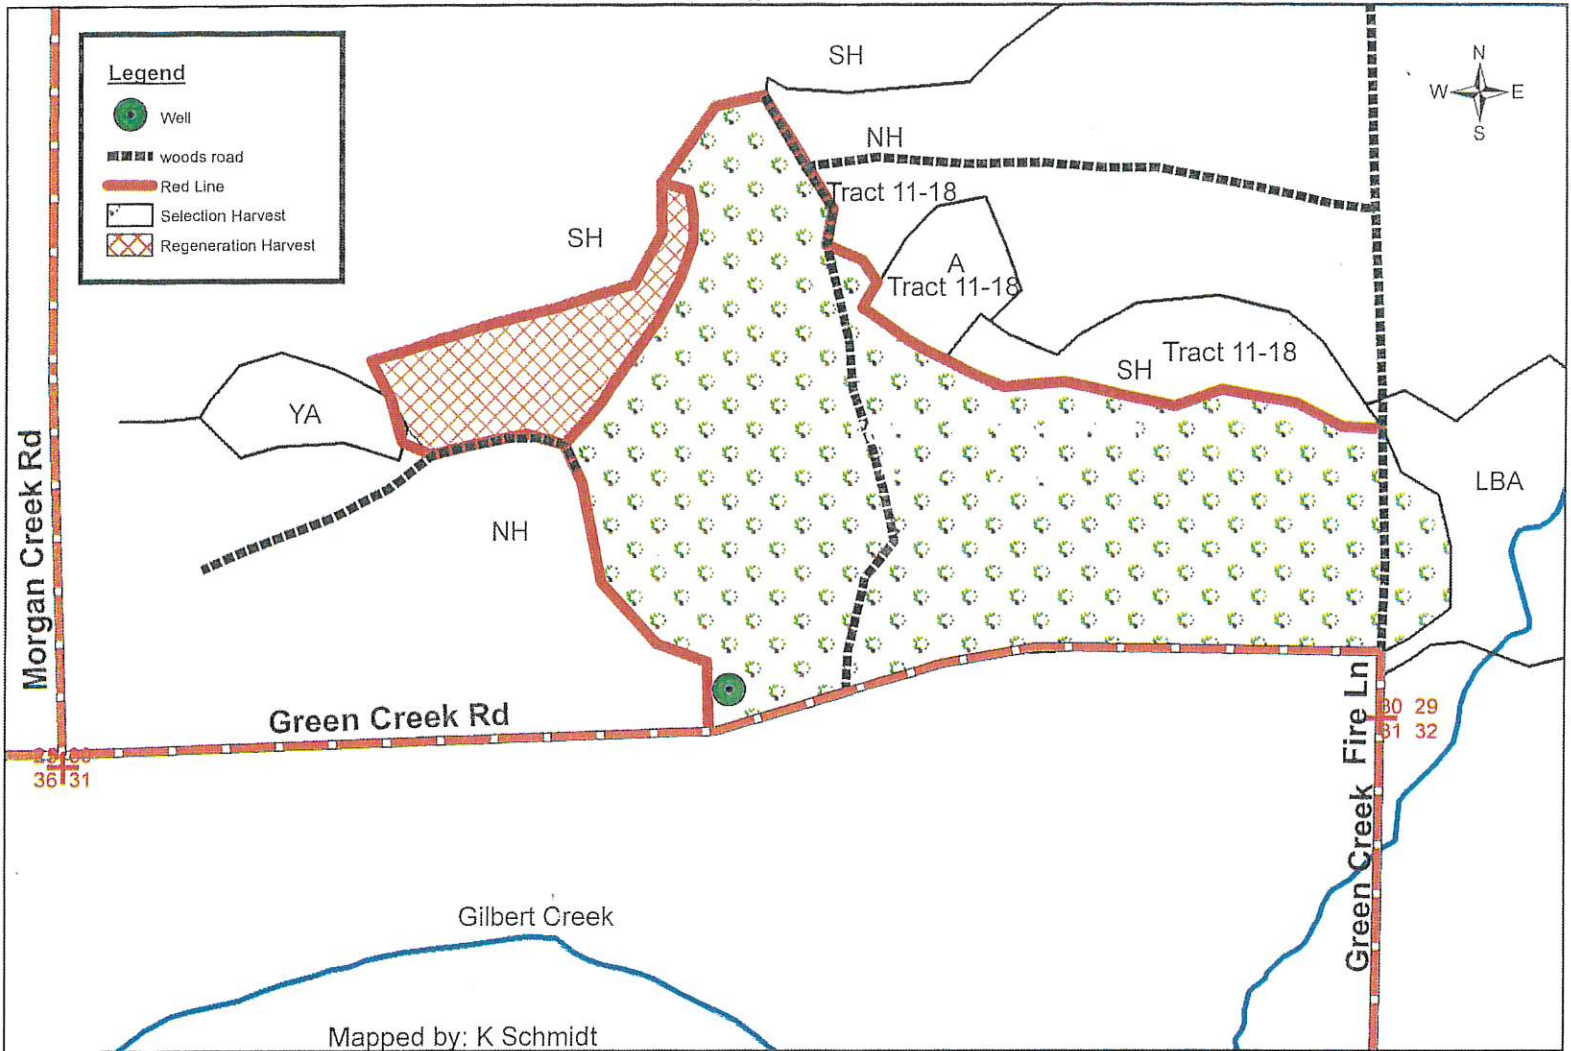 Legend
Well
woods road
Red Line
Selection Harvest
Regeneration Harvest
SH
N
W E
S
NH
Tract 11-18
SH
A
Tract 11-18
Tract 11-18
SH
YA
LBA
NH
Morgan Creek Rd
Green Creek Rd
Green Creek Fire Ln
30 29
31 32
36 31
Gilbert Creek
Mapped by: K Schmidt